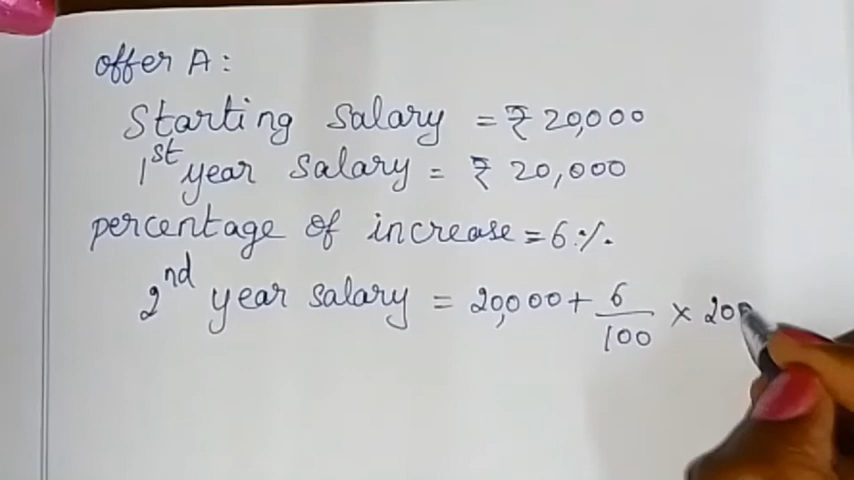 offer A:
Starting salary = ₹ 20,000
1st year salary = ₹ 20,000
percentage of increase = 6%
2nd year salary = 20,000 + 6/100 × 200